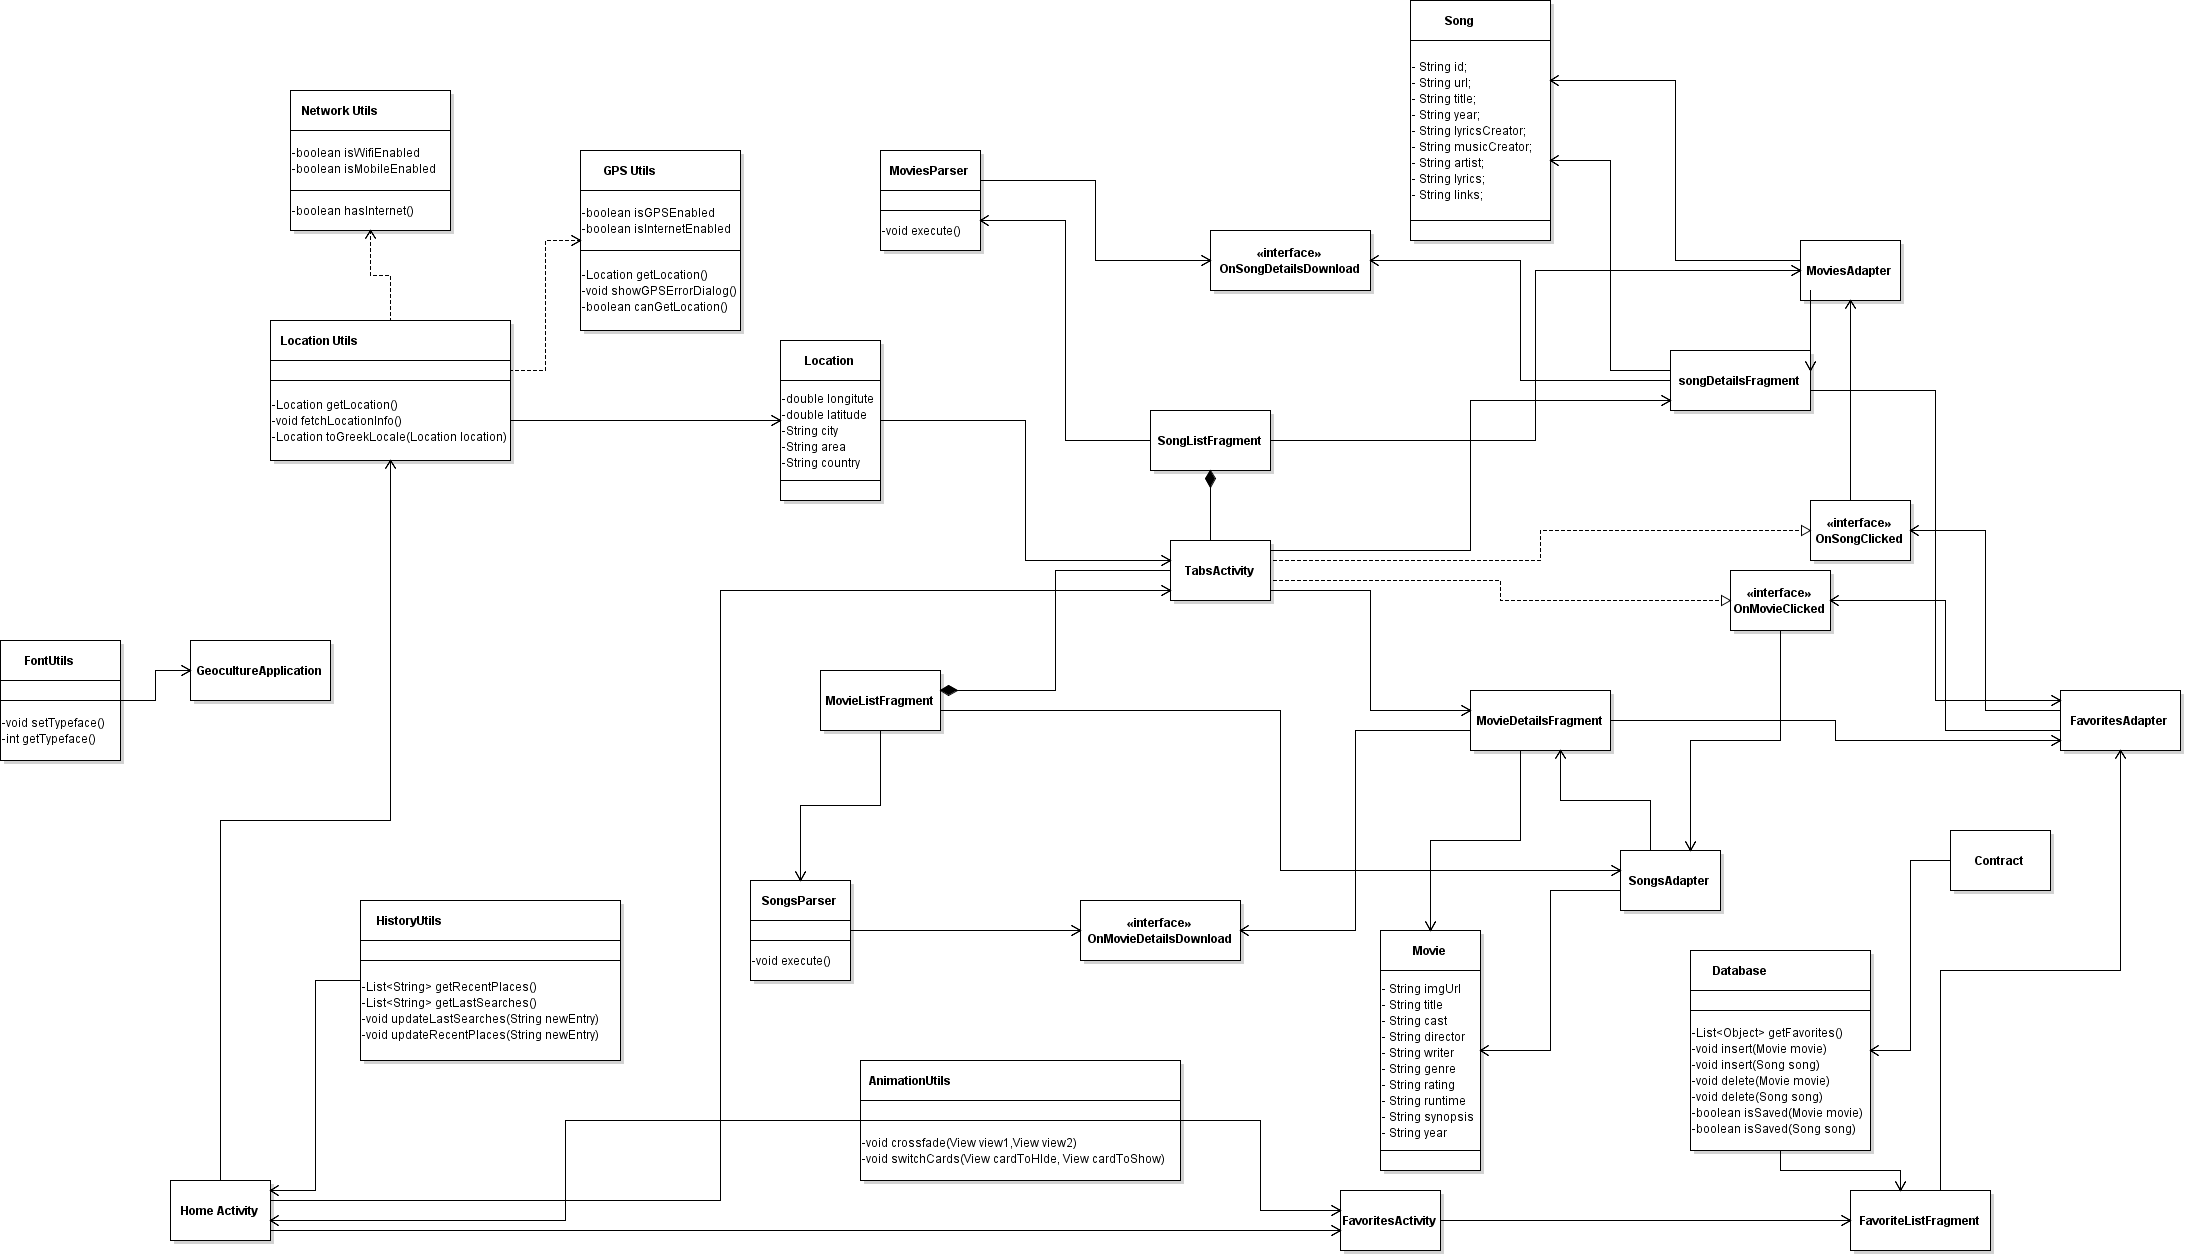 Song
- String id;
- String url;
- String title;
- String year;
- String lyricsCreator;
- String musicCreator;
- String artist;
- String lyrics;
- String links;
Network Utils
-boolean isWifiEnabled
-boolean isMobileEnabled
-boolean hasInternet()
GPS Utils
-boolean isGPSEnabled
-boolean isInternetEnabled
-Location getLocation()
-void showGPSErrorDialog()
-boolean canGetLocation()
MoviesParser
-void execute()
«interface»
OnSongDetailsDownload
MoviesAdapter
Location Utils
-Location getLocation()
-void fetchLocationInfo()
-Location toGreekLocale(Location location)
Location
-double longitute
-double latitude
-String city
-String area
-String country
songDetailsFragment
SongListFragment
«interface»
OnSongClicked
TabsActivity
«interface»
OnMovieClicked
FontUtils
-void setTypeface()
-int getTypeface()
GeocultureApplication
MovieListFragment
MovieDetailsFragment
FavoritesAdapter
SongsParser
-void execute()
«interface»
OnMovieDetailsDownload
SongsAdapter
Contract
HistoryUtils
-List<String> getRecentPlaces()
-List<String> getLastSearches()
-void updateLastSearches(String newEntry)
-void updateRecentPlaces(String newEntry)
Movie
- String imgUrl
- String title
- String cast
- String director
- String writer
- String genre
- String rating
- String runtime
- String synopsis
- String year
Database
-List<Object> getFavorites()
-void insert(Movie movie)
-void insert(Song song)
-void delete(Movie movie)
-void delete(Song song)
-boolean isSaved(Movie movie)
-boolean isSaved(Song song)
AnimationUtils
-void crossfade(View view1,View view2)
-void switchCards(View cardToHIde, View cardToShow)
Home Activity
FavoritesActivity
FavoriteListFragment